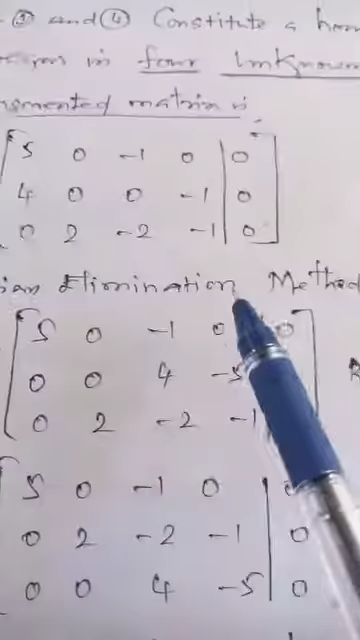 ③ and ④ Constitute a
in four Unknown
matrix is
5 0 -1 0 0
4 0 0 -1 0
0 2 -2 -1 0
Elimination Method
5 0 -1 0 0
0 0 4 -5
0 2 -2 -1
5 0 -1 0
0 2 -2 -1 0
0 0 4 -5 0